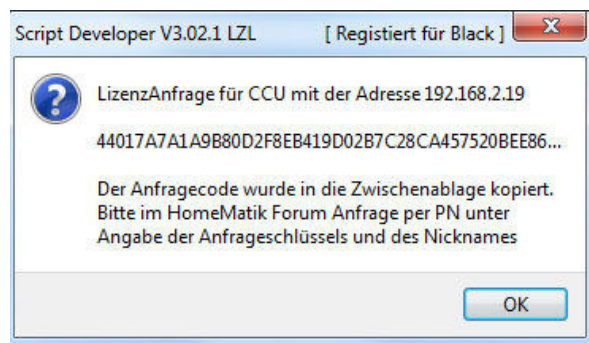 Script Developer V3.02.1 LZL [ Registiert für Black ]
LizenzAnfrage für CCU mit der Adresse 192.168.2.19
44017A7A1A9B80D2F8EB419D02B7C28CA457520BEE86...
Der Anfragecode wurde in die Zwischenablage kopiert.
Bitte im HomeMatik Forum Anfrage per PN unter
Angabe der Anfrageschlüssels und des Nicknames
OK